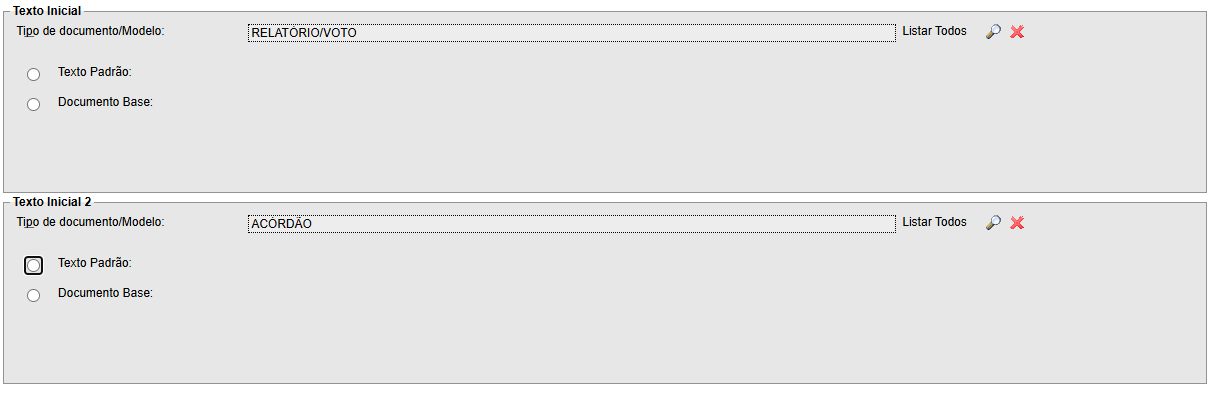 Texto Inicial
Tipo de documento/Modelo: RELATÓRIO/VOTO Listar Todos
Texto Padrão:
Documento Base:
Texto Inicial 2
Tipo de documento/Modelo: ACÓRDÃO Listar Todos
Texto Padrão:
Documento Base: